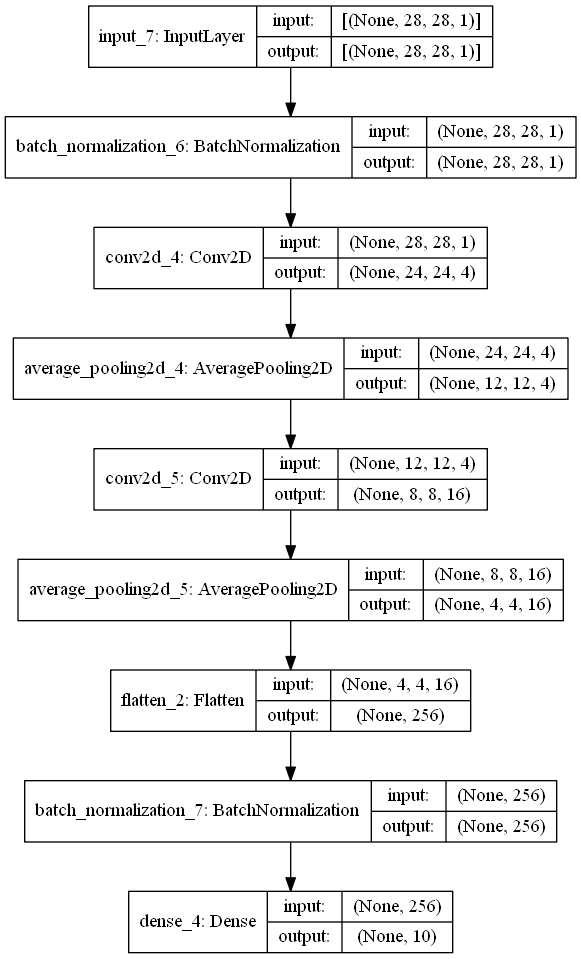 input_7: InputLayer
input: [(None, 28, 28, 1)]
output: [(None, 28, 28, 1)]
batch_normalization_6: BatchNormalization
input: (None, 28, 28, 1)
output: (None, 28, 28, 1)
conv2d_4: Conv2D
input: (None, 28, 28, 1)
output: (None, 24, 24, 4)
average_pooling2d_4: AveragePooling2D
input: (None, 24, 24, 4)
output: (None, 12, 12, 4)
conv2d_5: Conv2D
input: (None, 12, 12, 4)
output: (None, 8, 8, 16)
average_pooling2d_5: AveragePooling2D
input: (None, 8, 8, 16)
output: (None, 4, 4, 16)
flatten_2: Flatten
input: (None, 4, 4, 16)
output: (None, 256)
batch_normalization_7: BatchNormalization
input: (None, 256)
output: (None, 256)
dense_4: Dense
input: (None, 256)
output: (None, 10)